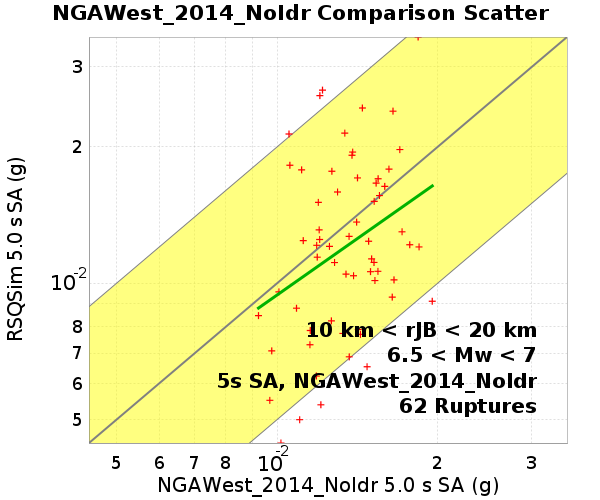 NGAWest_2014_NoIdr Comparison Scatter
RSQSim 5.0 s SA (g)
3
2
10-2
8
7
6
5
10 km < rJB < 20 km
6.5 < Mw < 7
5s SA, NGAWest_2014_NoIdr
62 Ruptures
5 6 7 8 10-2 2 3
NGAWest_2014_NoIdr 5.0 s SA (g)